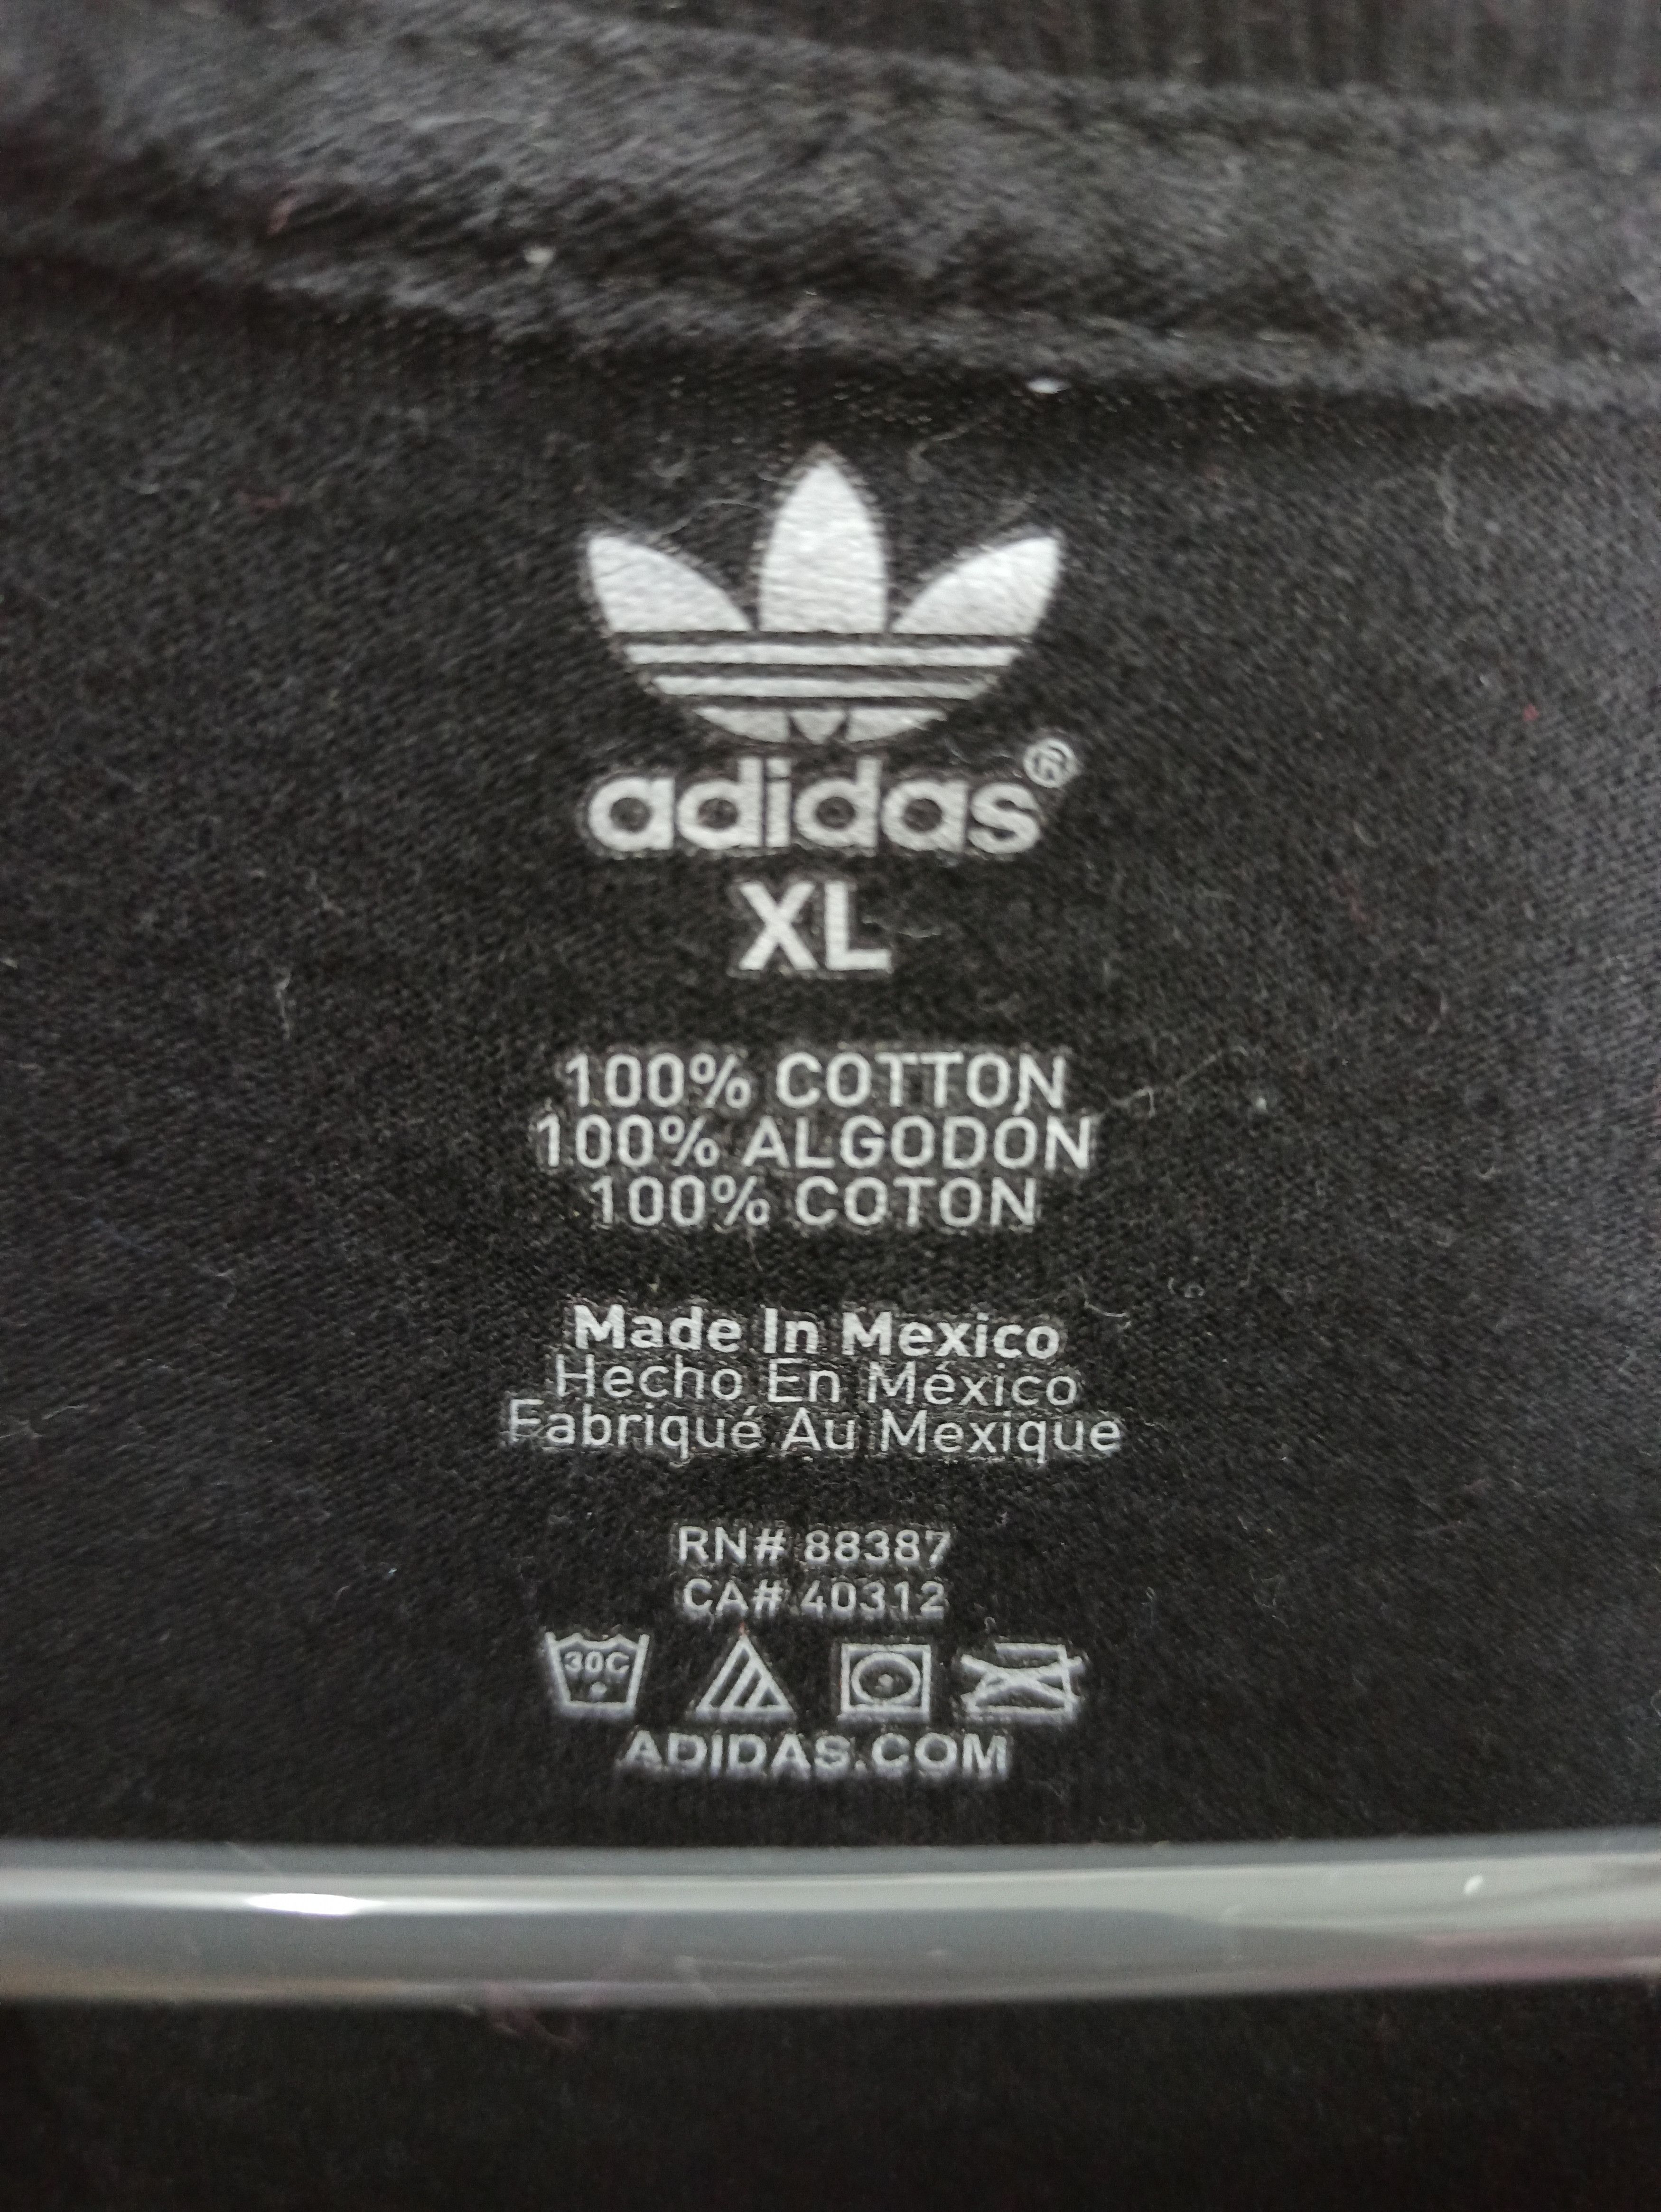 adidas®
XL
100% COTTON
100% ALGODÓN
100% COTON
Made In Mexico
Hecho En México
Fabriqué Au Mexique
RN# 88387
CA# 40312
30C
ADIDAS.COM